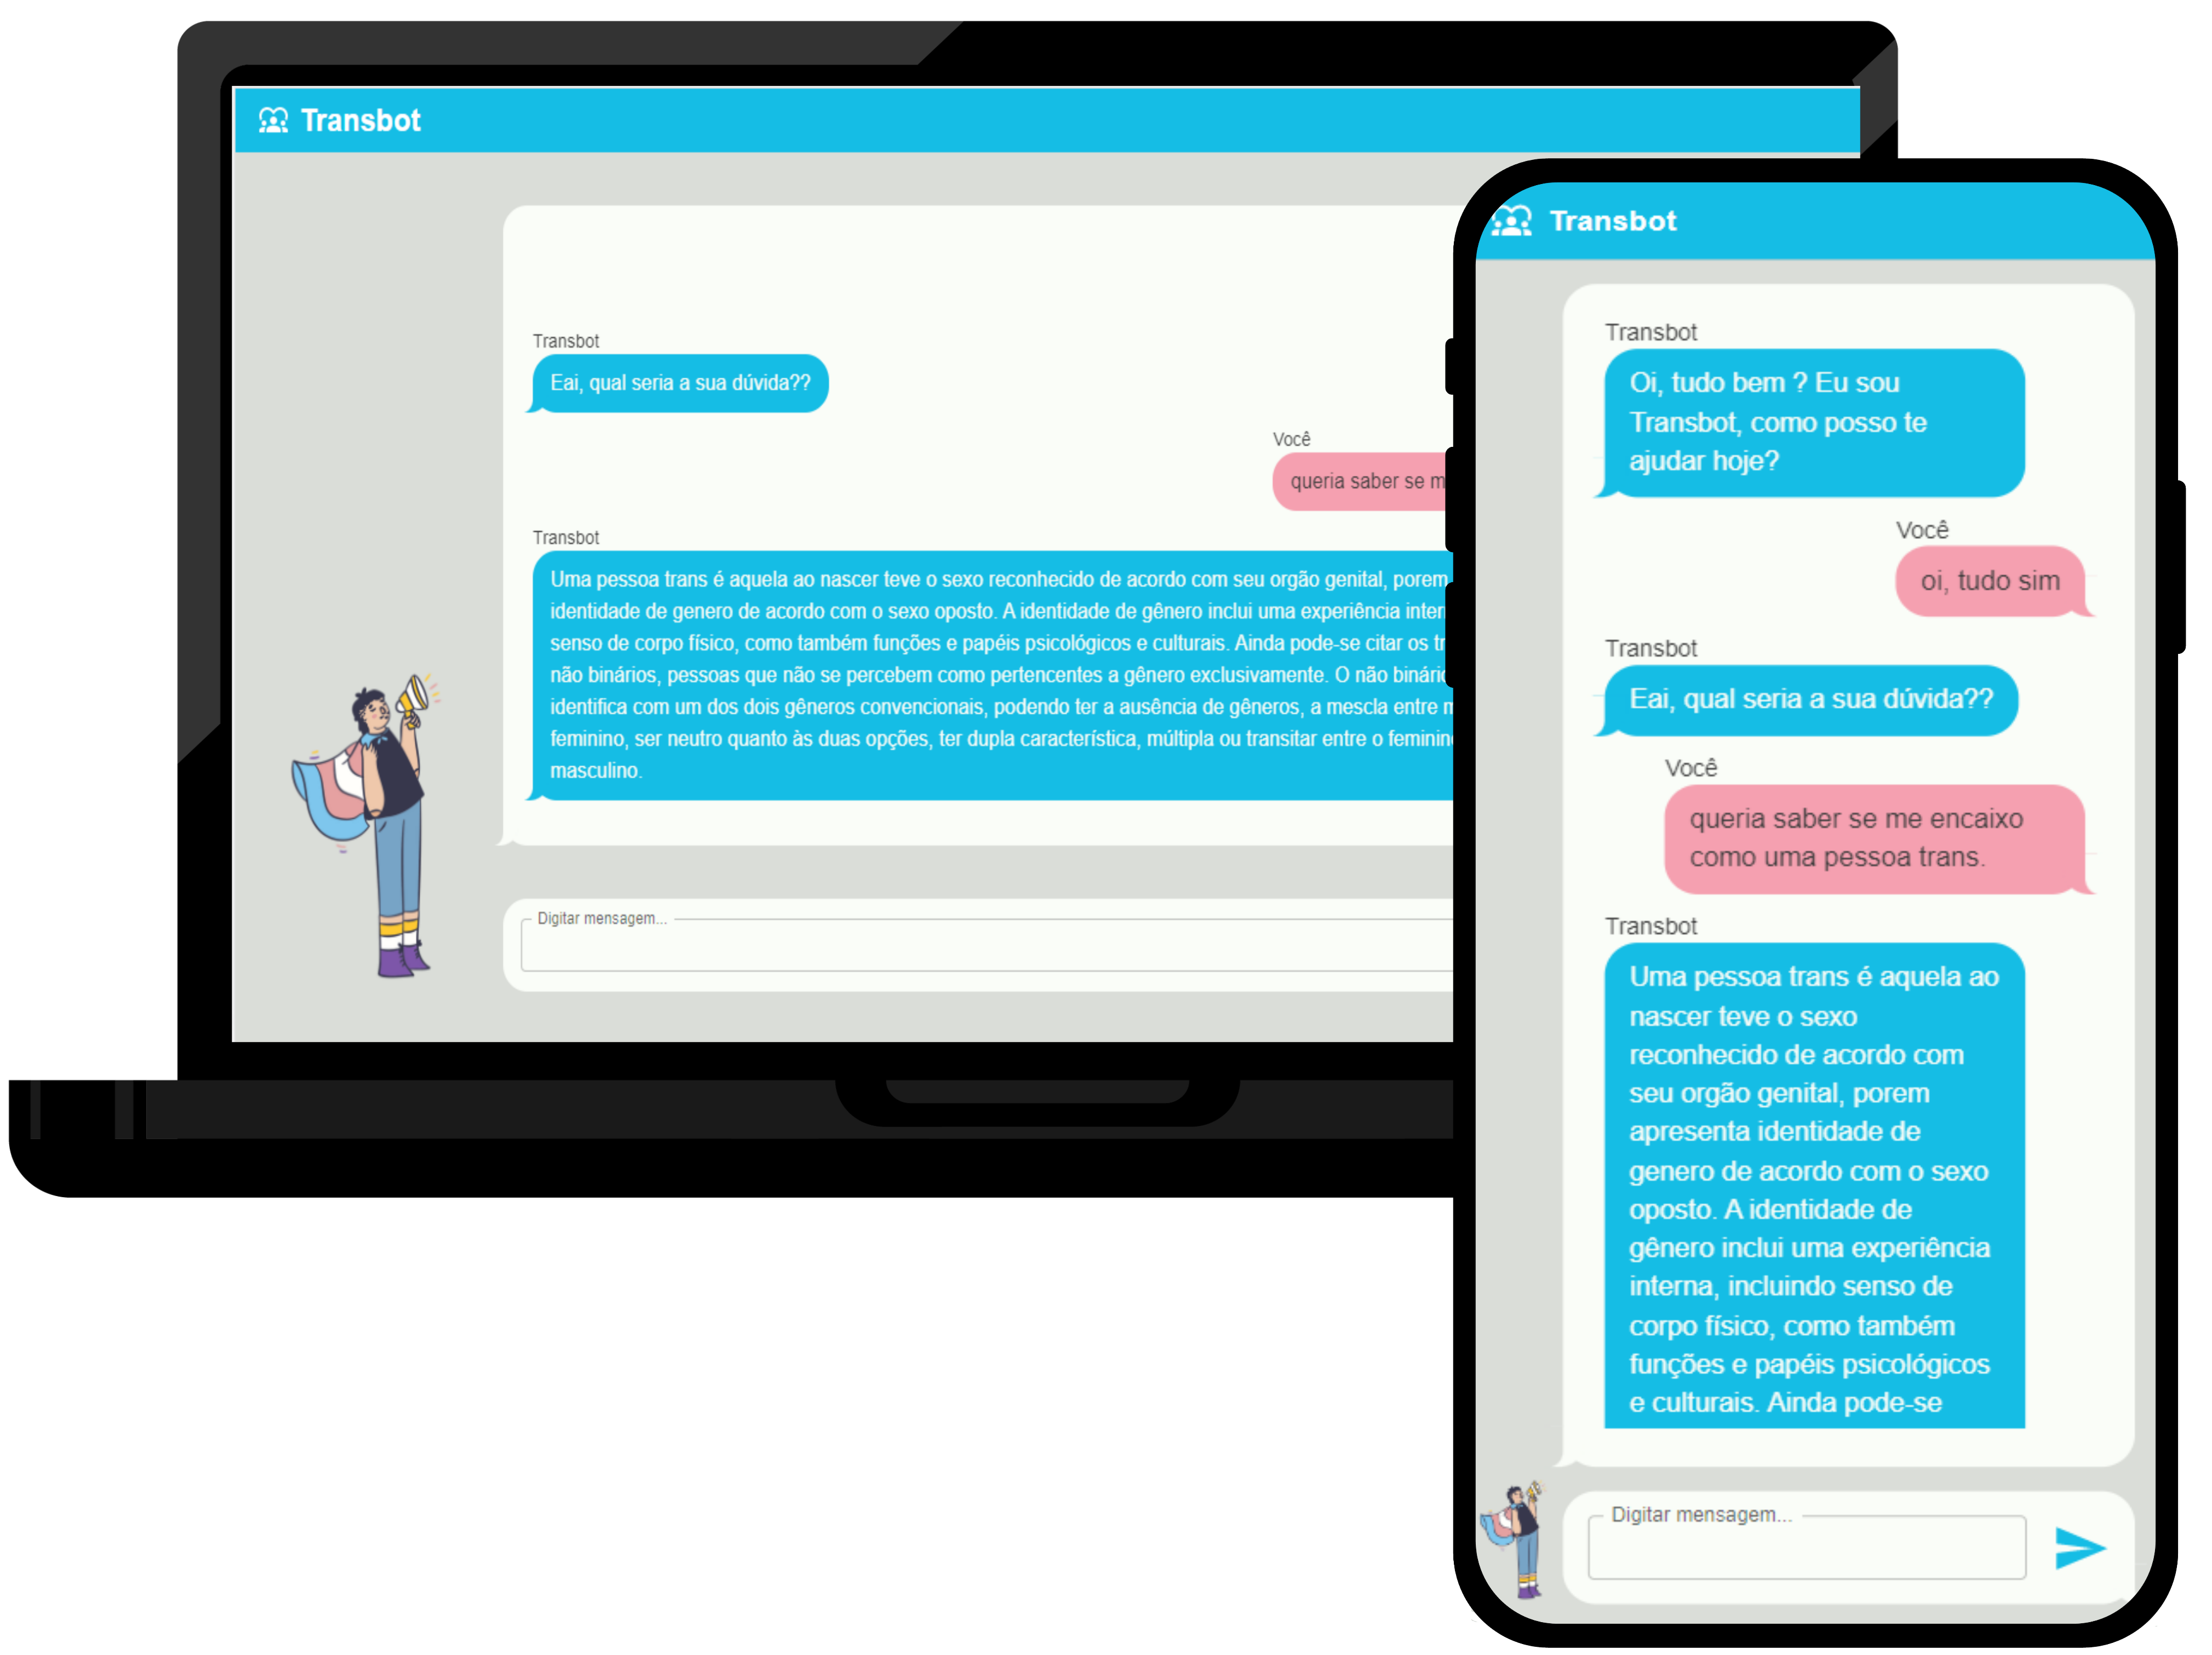 Transbot
Transbot
Eai, qual seria a sua dúvida??
Você
queria saber se
Transbot
Uma pessoa trans é aquela ao nascer teve o sexo reconhecido de acordo com seu orgão genital, porem
identidade de genero de acordo com o sexo oposto. A identidade de gênero inclui uma experiência
senso de corpo físico, como também funções e papéis psicológicos e culturais. Ainda pode-se citar os
não binários, pessoas que não se percebem como pertencentes a gênero exclusivamente. O não
identifica com um dos dois gêneros convencionais, podendo ter a ausência de gêneros, a mescla entre
feminino, ser neutro quanto às duas opções, ter dupla característica, múltipla ou transitar entre o
masculino.
Digitar mensagem...
Transbot
Transbot
Oi, tudo bem ? Eu sou
Transbot, como posso te
ajudar hoje?
Você
oi, tudo sim
Transbot
Eai, qual seria a sua dúvida??
Você
queria saber se me encaixo
como uma pessoa trans.
Transbot
Uma pessoa trans é aquela ao
nascer teve o sexo
reconhecido de acordo com
seu orgão genital, porem
apresenta identidade de
genero de acordo com o sexo
oposto. A identidade de
gênero inclui uma experiência
interna, incluindo senso de
corpo físico, como também
funções e papéis psicológicos
e culturais. Ainda pode-se
Digitar mensagem...